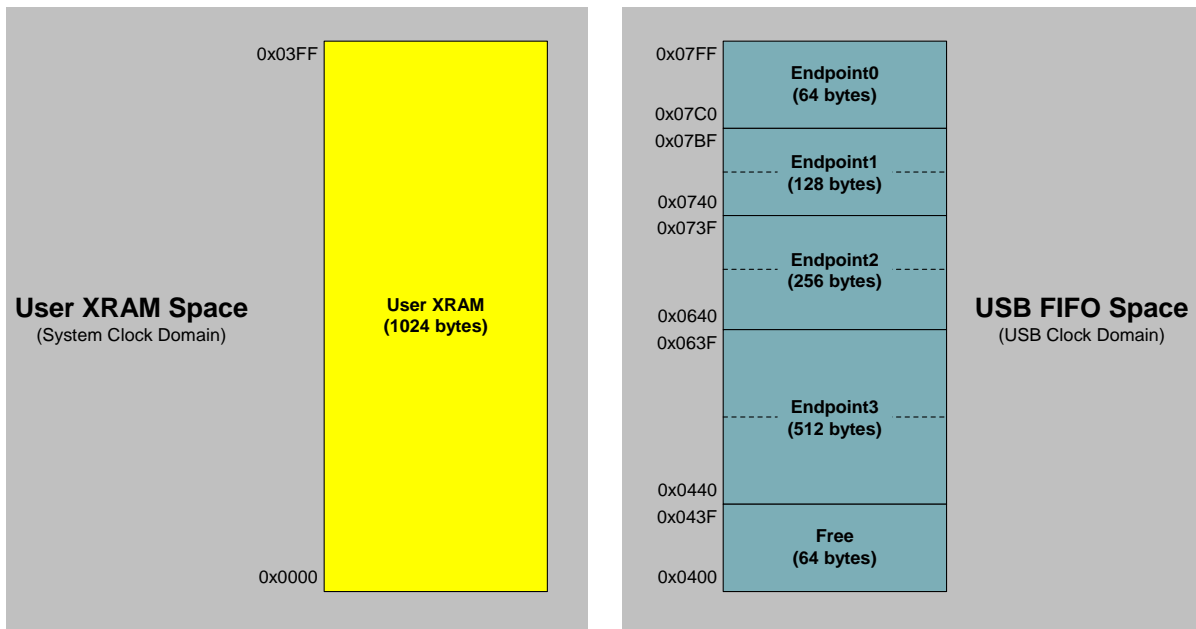 0x03FF
User XRAM Space
(System Clock Domain)
User XRAM
(1024 bytes)
0x0000
0x07FF
Endpoint0
(64 bytes)
0x07C0
0x07BF
Endpoint1
(128 bytes)
0x0740
0x073F
Endpoint2
(256 bytes)
0x0640
0x063F
Endpoint3
(512 bytes)
0x0440
0x043F
Free
(64 bytes)
0x0400
USB FIFO Space
(USB Clock Domain)